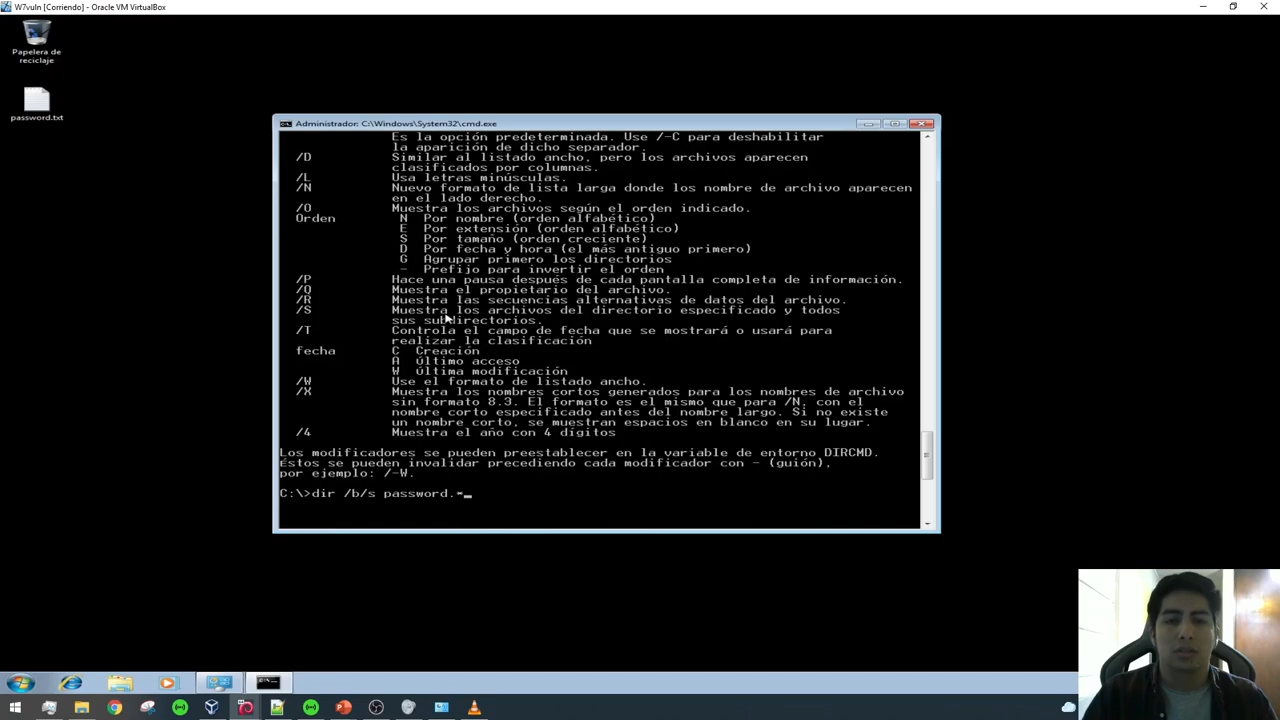 W7vuln [Corriendo] - Oracle VM VirtualBox
Papelera de
reciclaje
password.txt
Administrador: C:\Windows\System32\cmd.exe
Es la opción predeterminada. Use /-C para deshabilitar
la aparición de dicho separador.
/D Similar al listado ancho, pero los archivos aparecen
clasificados por columnas.
/L Usa letras minúsculas.
/N Nuevo formato de lista larga donde los nombre de archivo aparecen
en el lado derecho.
/O Muestra los archivos según el orden indicado.
Orden N Por nombre (orden alfabético)
E Por extensión (orden alfabético)
S Por tamaño (orden creciente)
D Por fecha y hora (el más antiguo primero)
G Agrupar primero los directorios
- Prefijo para invertir el orden
/P Hace una pausa después de cada pantalla completa de información.
/Q Muestra el propietario del archivo.
/R Muestra las secuencias alternativas de datos del archivo.
/S Muestra los archivos del directorio especificado y todos
sus subdirectorios.
/T Controla el campo de fecha que se mostrará o usará para
realizar la clasificación
fecha C Creación
A Último acceso
W Última modificación
/W Use el formato de listado ancho.
/X Muestra los nombres cortos generados para los nombres de archivo
sin formato 8.3. El formato es el mismo que para /N, con el
nombre corto especificado antes del nombre largo. Si no existe
un nombre corto, se muestran espacios en blanco en su lugar.
/4 Muestra el año con 4 dígitos
Los modificadores se pueden preestablecer en la variable de entorno DIRCMD.
Éstos se pueden invalidar precediendo cada modificador con - (guión),
por ejemplo: /-W.
C:\>dir /b/s password.*_